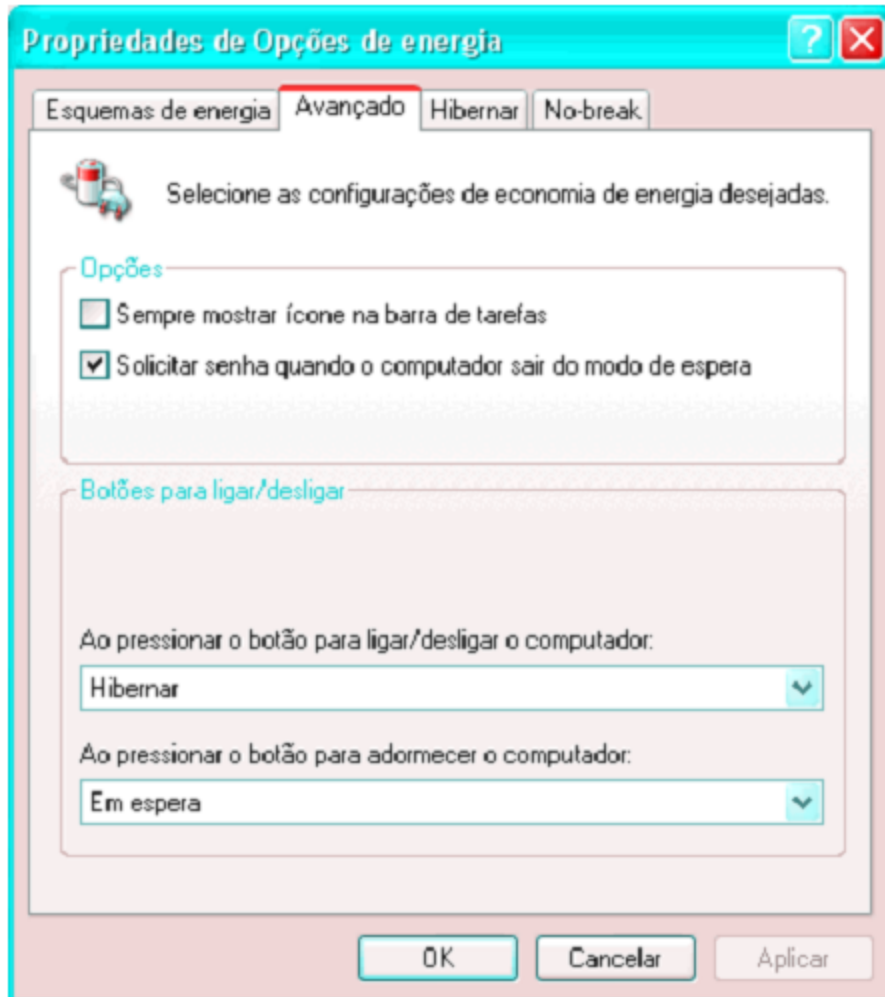 Propriedades de Opções de energia
Esquemas de energia Avançado Hibernar No-break
Selecione as configurações de economia de energia desejadas.
Opções
Sempre mostrar ícone na barra de tarefas
Solicitar senha quando o computador sair do modo de espera
Botões para ligar/desligar
Ao pressionar o botão para ligar/desligar o computador:
Hibernar
Ao pressionar o botão para adormecer o computador:
Em espera
OK Cancelar Aplicar